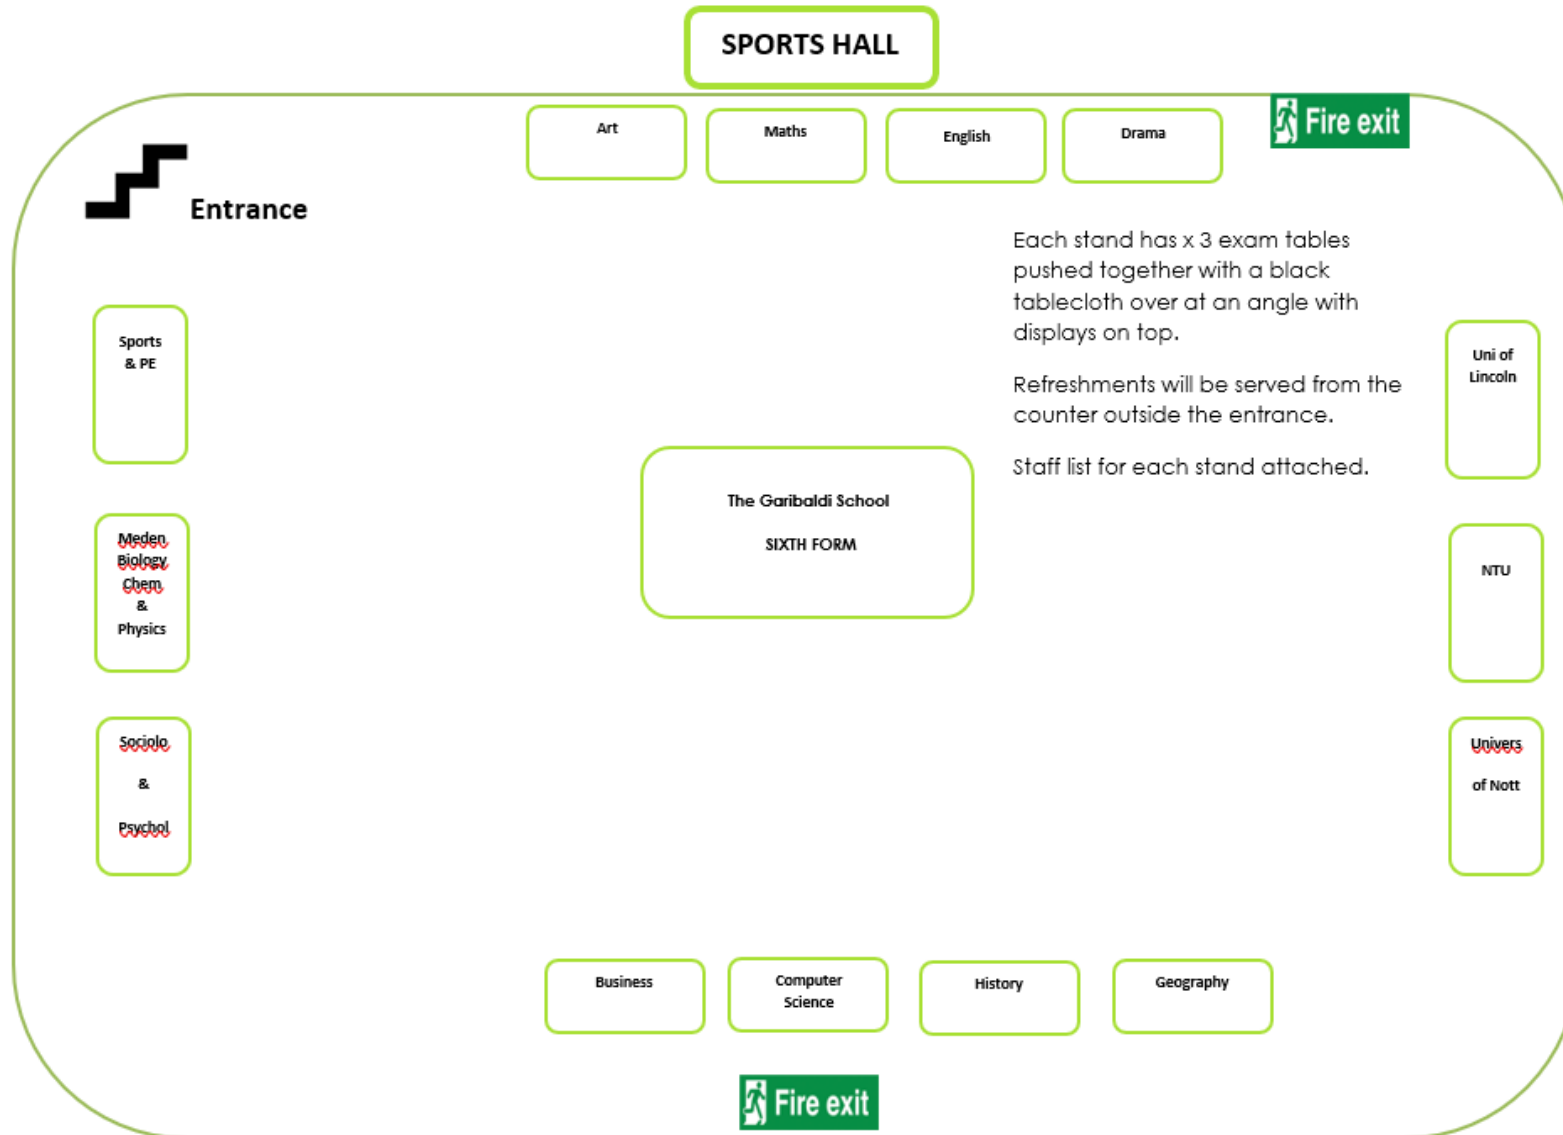 SPORTS HALL
Art
Maths
English
Drama
Fire exit
Entrance
Each stand has x 3 exam tables
pushed together with a black
tablecloth over at an angle with
displays on top.
Refreshments will be served from the
counter outside the entrance.
Staff list for each stand attached.
Sports
& PE
Uni of
Lincoln
The Garibaldi School
SIXTH FORM
Meden
Biology
Chem
&
Physics
NTU
Sociolo
&
Psychol
Univers
of Nott
Business
Computer
Science
History
Geography
Fire exit